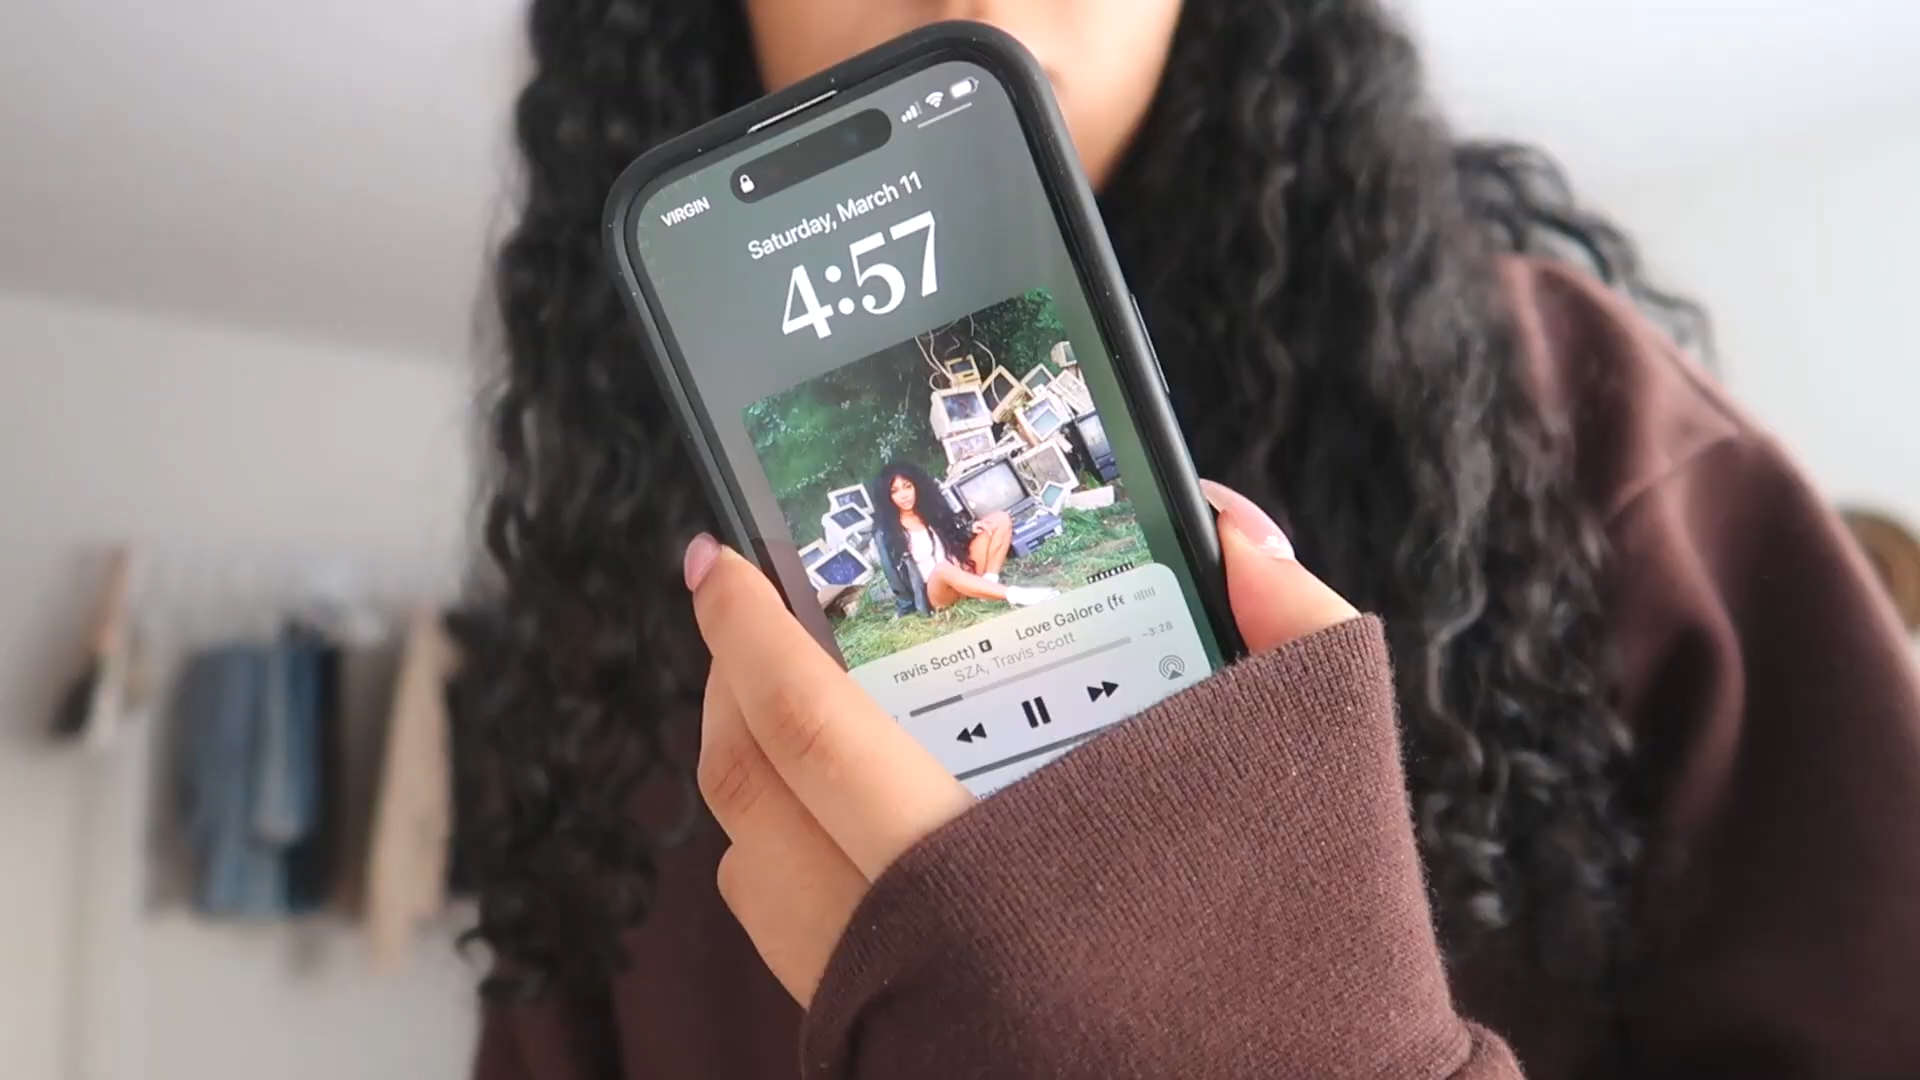 VIRGIN
Saturday, March 11
4:57
ravis Scott) E Love Galore (fe
SZA, Travis Scott
-3:28